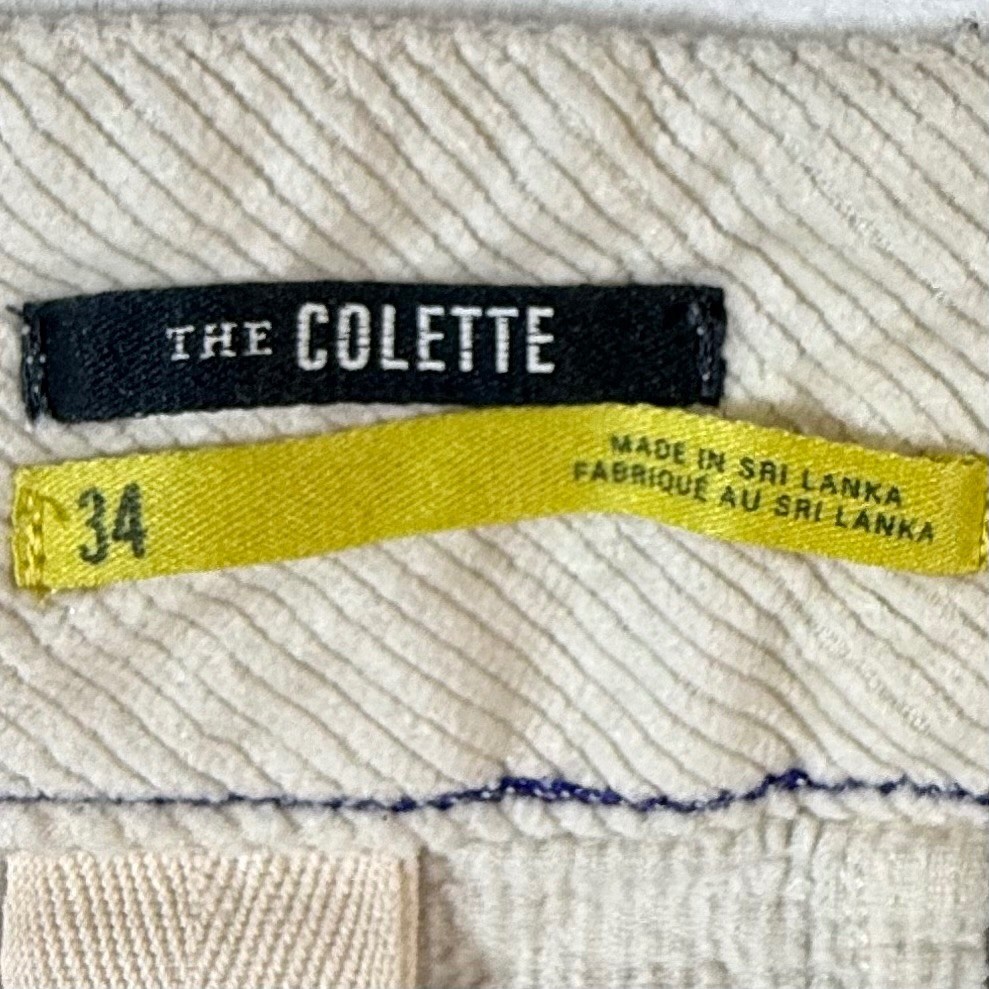 THE COLETTE
34
MADE IN SRI LANKA
FABRIQUÉ AU SRI LANKA